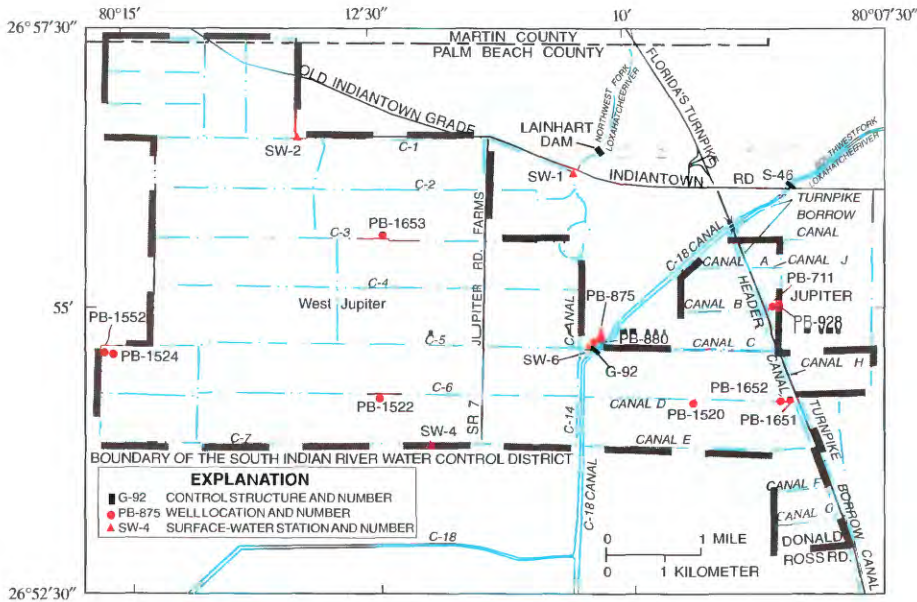 80°15′
12′30″
10′
80°07′30″
26°57′30″
MARTIN COUNTY
PALM BEACH COUNTY
OLD INDIANTOWN GRADE
FLORIDA'S TURNPIKE
NORTHWEST FORK
LOXAHATCHEE RIVER
LAINHART
DAM
SOUTHWEST FORK
LOXAHATCHEE RIVER
SW-2
C-1
SW-1
INDIANTOWN RD
S-46
C-2
TURNPIKE
BORROW
CANAL
PB-1653
C-3
JUPITER RD. FARMS
C-18 CANAL
CANAL A
CANAL J
C-4
HEADER CANAL
PB-711
West Jupiter
55′
PB-875
CANAL B
JUPITER
PB-1552
PB-928
C-5
CANAL
PB-880
PB-1524
SW-6
CANAL C
G-92
CANAL H
C-6
PB-1652
PB-1522
C-14
CANAL D
PB-1520
PB-1651
SR 7
C-7
SW-4
CANAL E
TURNPIKE BORROW CANAL
BOUNDARY OF THE SOUTH INDIAN RIVER WATER CONTROL DISTRICT
EXPLANATION
G-92 CONTROL STRUCTURE AND NUMBER
PB-875 WELL LOCATION AND NUMBER
SW-4 SURFACE-WATER STATION AND NUMBER
C-18 CANAL
CANAL F
CANAL G
DONALD
ROSS RD.
C-18
0 1 MILE
0 1 KILOMETER
26°52′30″